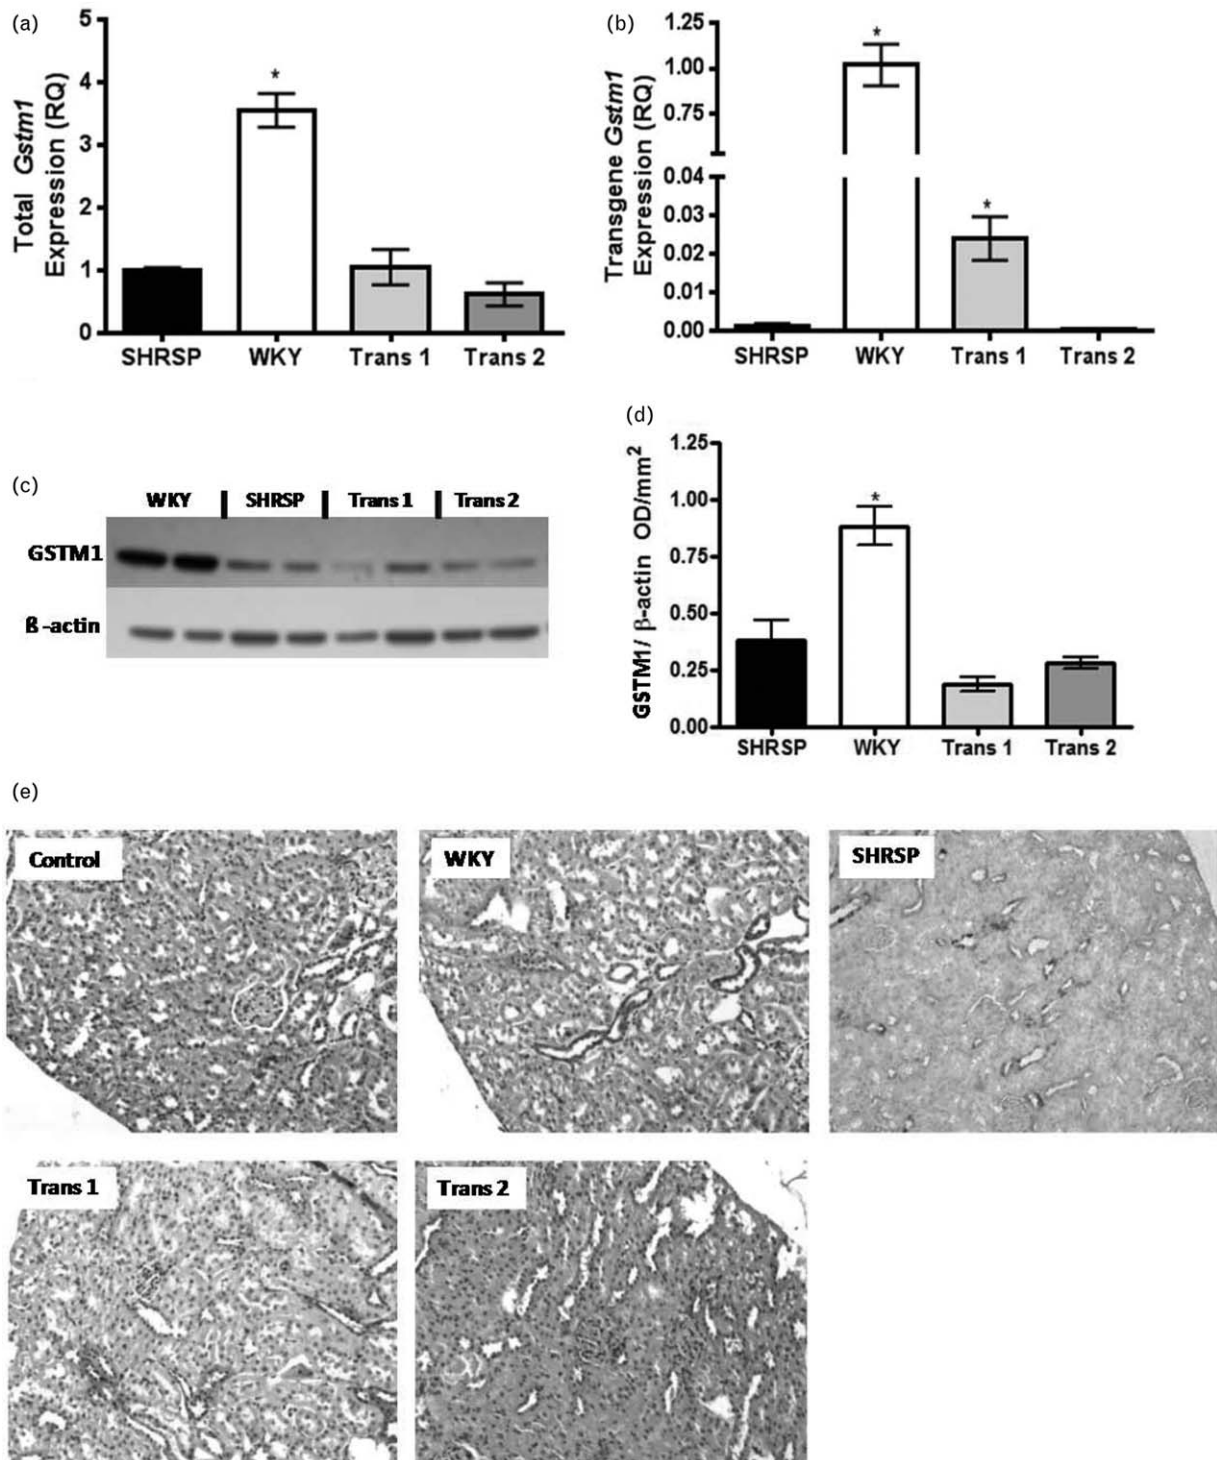 (a)
Total Gstm1
Expression (RQ)
5
4
3
2
1
0
*
SHRSP WKY Trans 1 Trans 2
(b)
Transgene Gstm1
Expression (RQ)
1.25
1.00
0.75
0.04
0.03
0.02
0.01
0.00
*
*
SHRSP WKY Trans 1 Trans 2
(c)
WKY SHRSP Trans 1 Trans 2
GSTM1
ß -actin
(d)
GSTM1/ β-actin OD/mm²
1.25
1.00
0.75
0.50
0.25
0.00
*
SHRSP WKY Trans 1 Trans 2
(e)
Control
WKY
SHRSP
Trans 1
Trans 2